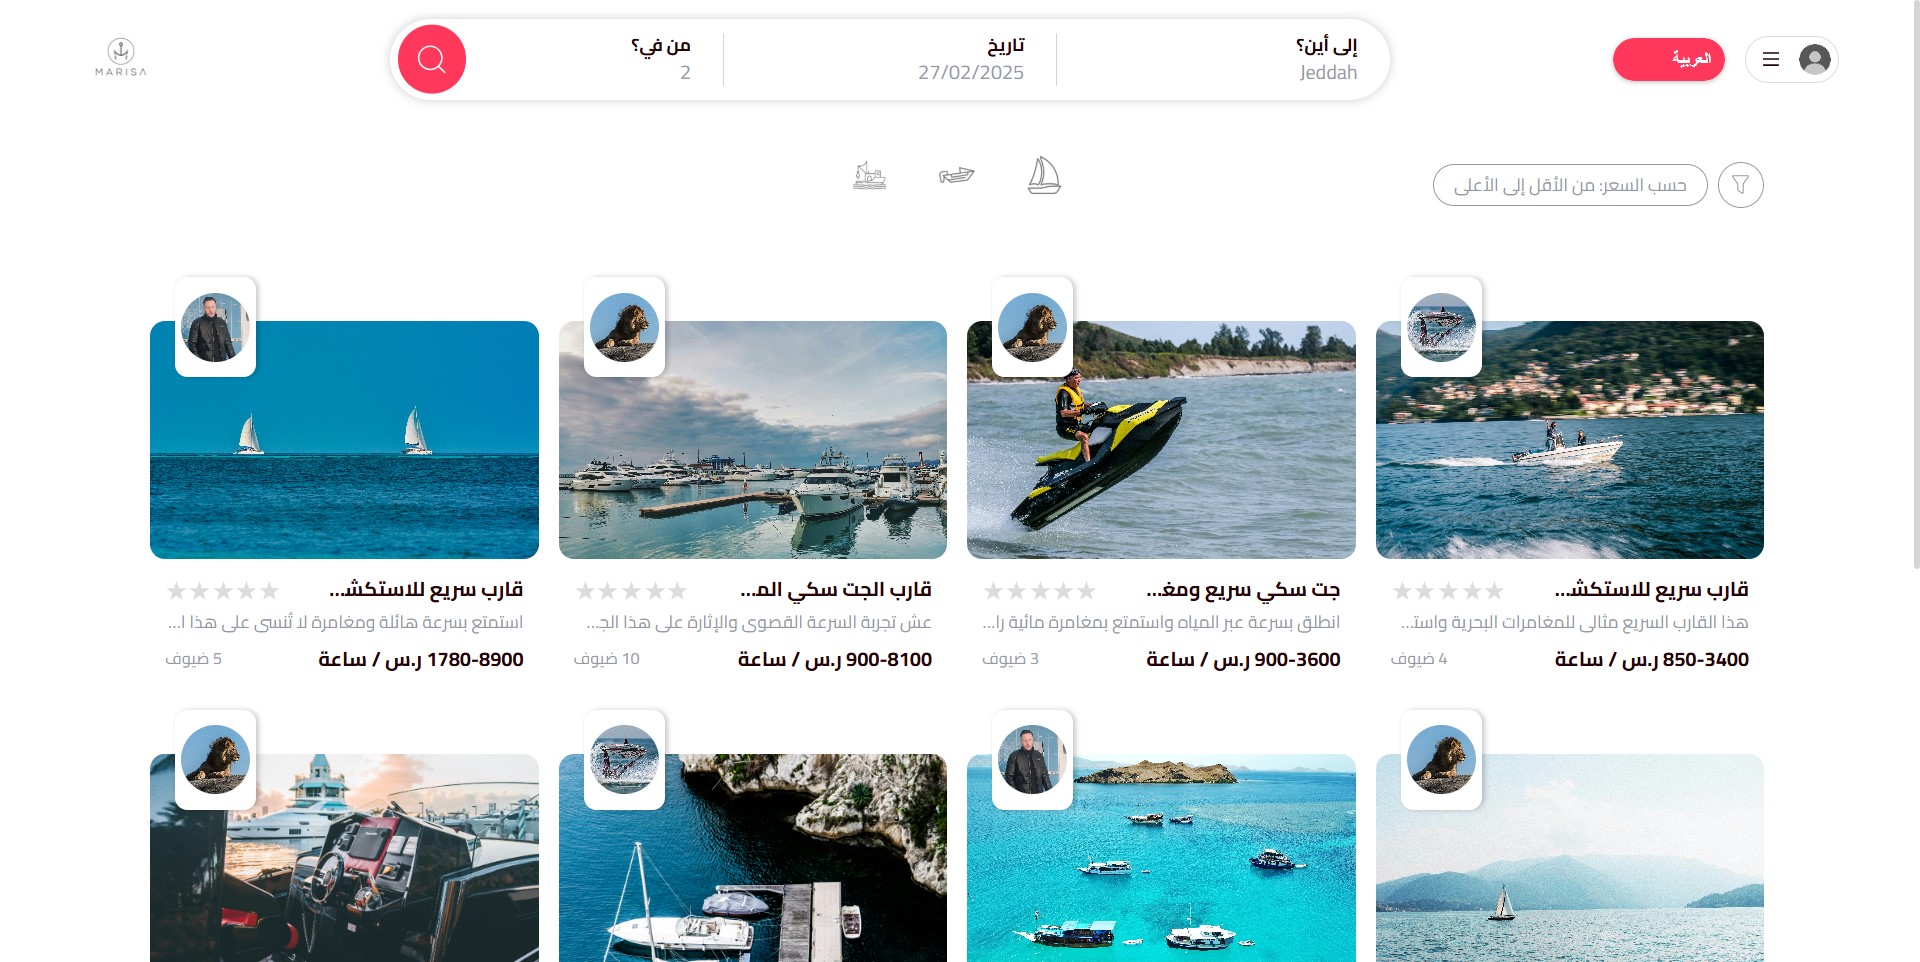 العربية
إلى أين؟
Jeddah
تاريخ
27/02/2025
من في؟
2
MARISA
حسب السعر: من الأقل إلى الأعلى
قارب سريع للاستكش...
هذا القارب السريع مثالي للمغامرات البحرية واست...
850-3400 ر.س / ساعة
4 ضيوف
جت سكي سريع ومغ...
انطلق بسرعة عبر المياه واستمتع بمغامرة مائية را...
900-3600 ر.س / ساعة
3 ضيوف
قارب الجت سكي الم...
عش تجربة السرعة القصوى والإثارة على هذا الج...
900-8100 ر.س / ساعة
10 ضيوف
قارب سريع للاستكش...
استمتع بسرعة هائلة ومغامرة لا تُنسى على هذا ا...
1780-8900 ر.س / ساعة
5 ضيوف